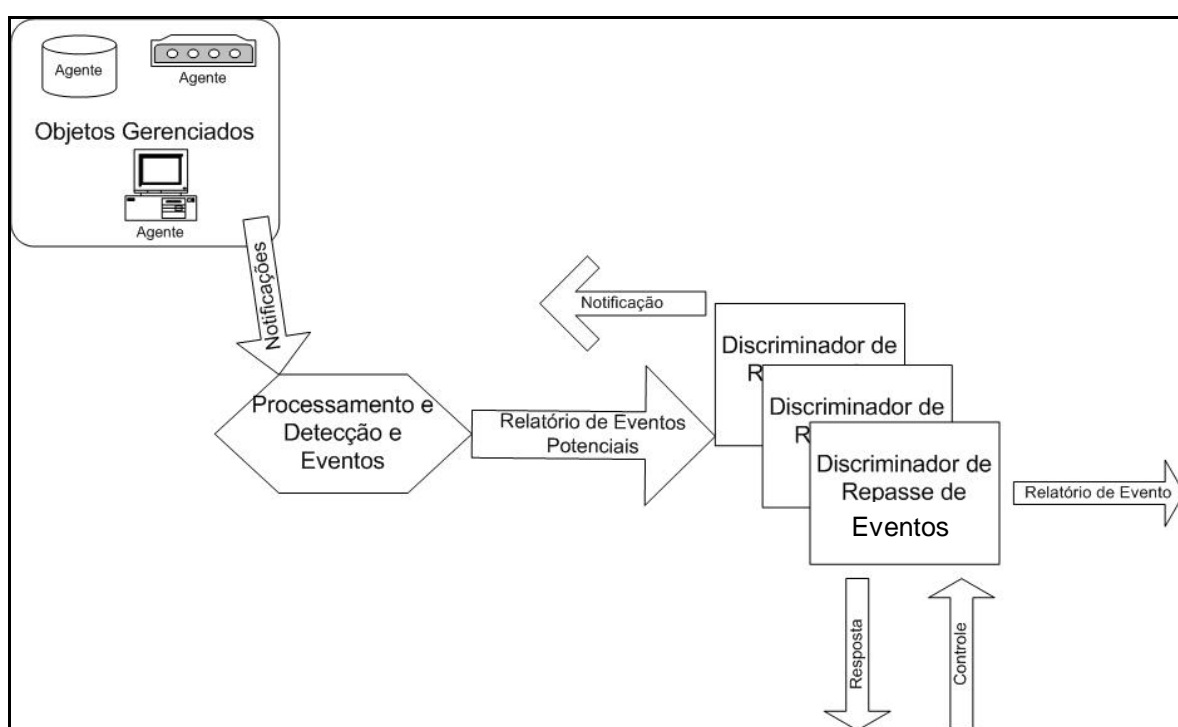 Agente
Agente
Objetos Gerenciados
Agente
Notificações
Notificação
Discriminador de
R
Discriminador de
R
Processamento e
Detecção e
Eventos
Relatório de Eventos
Potenciais
Discriminador de
Repasse de
Eventos
Relatório de Evento
Resposta
Controle